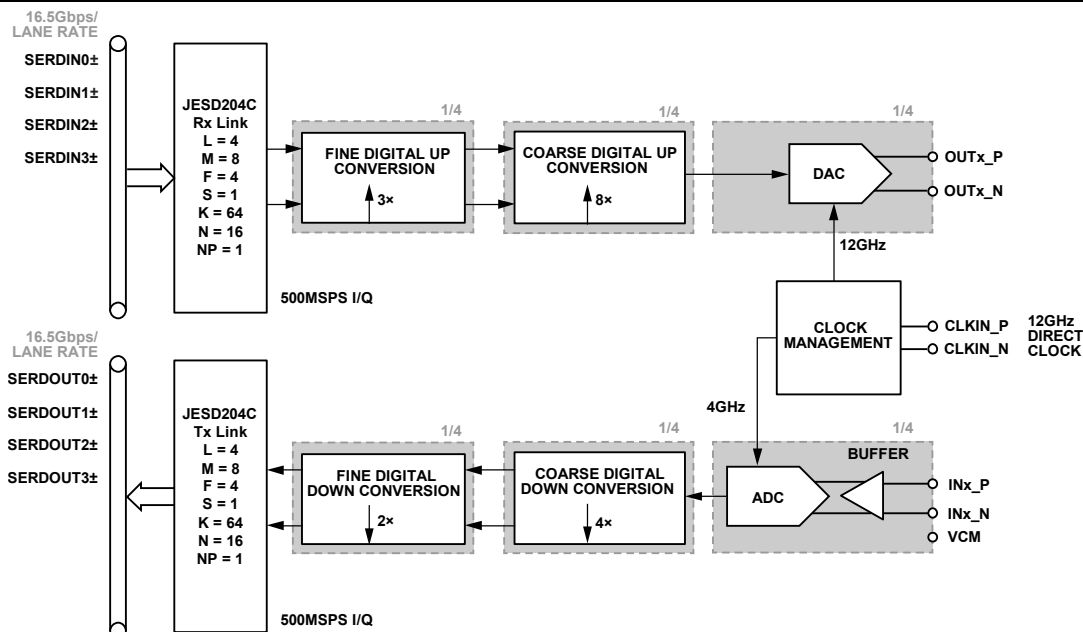 16.5Gbps/
LANE RATE
SERDIN0±
SERDIN1±
SERDIN2±
SERDIN3±
JESD204C
Rx Link
L = 4
M = 8
F = 4
S = 1
K = 64
N = 16
NP = 1
500MSPS I/Q
1/4
FINE DIGITAL UP
CONVERSION
3×
1/4
COARSE DIGITAL UP
CONVERSION
8×
1/4
DAC
OUTx_P
OUTx_N
12GHz
CLOCK
MANAGEMENT
CLKIN_P
CLKIN_N
12GHz
DIRECT
CLOCK
4GHz
16.5Gbps/
LANE RATE
SERDOUT0±
SERDOUT1±
SERDOUT2±
SERDOUT3±
JESD204C
Tx Link
L = 4
M = 8
F = 4
S = 1
K = 64
N = 16
NP = 1
500MSPS I/Q
1/4
FINE DIGITAL
DOWN CONVERSION
2×
1/4
COARSE DIGITAL
DOWN CONVERSION
4×
1/4
BUFFER
ADC
INx_P
INx_N
VCM